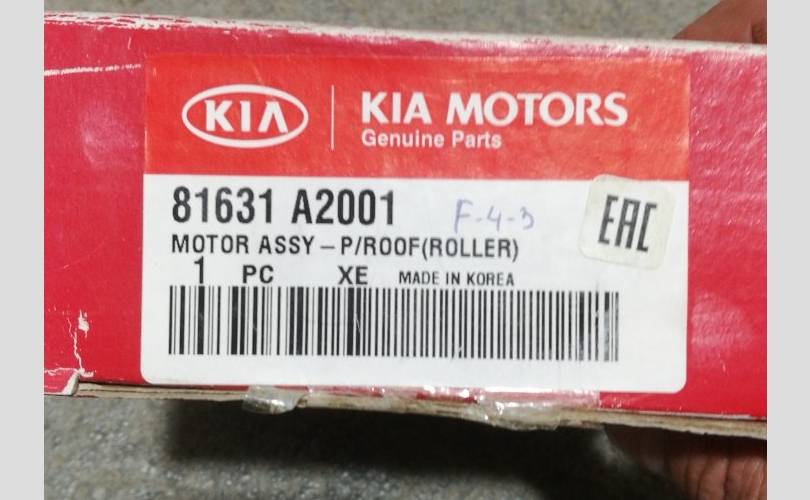 KIA
KIA MOTORS
Genuine Parts
81631 A2001
F-4-3
EAC
MOTOR ASSY – P/ROOF(ROLLER)
1 PC XE MADE IN KOREA